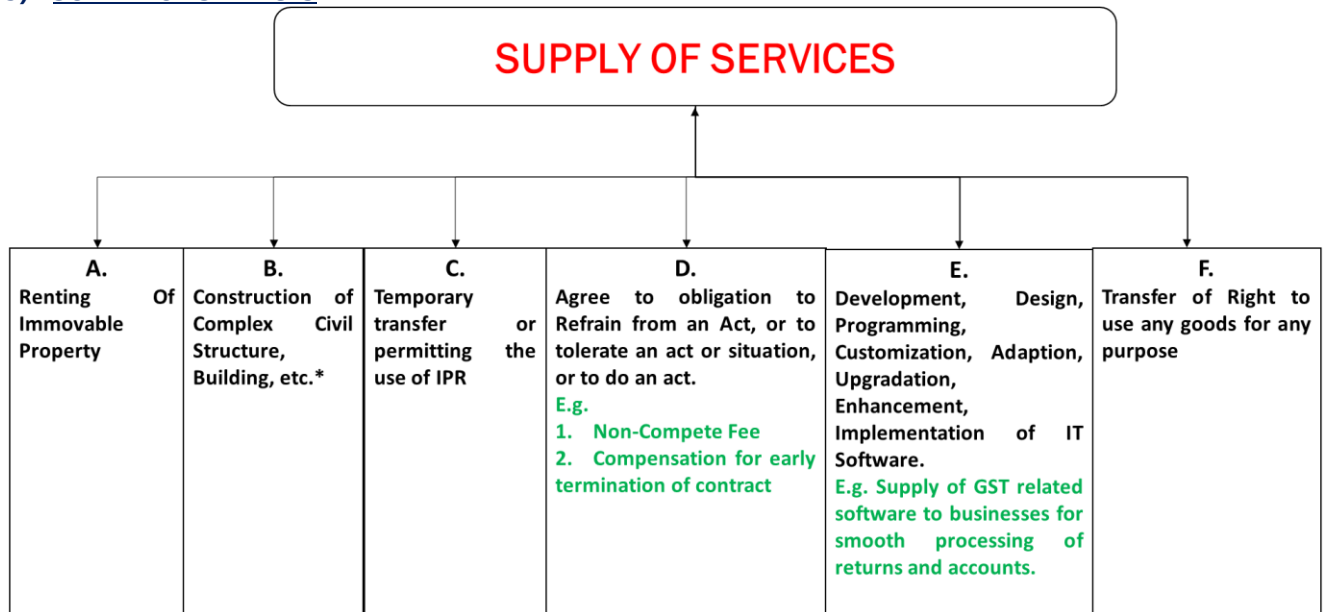 SUPPLY OF SERVICES
A.
Renting Of
Immovable
Property
B.
Construction of
Complex Civil
Structure,
Building, etc.*
C.
Temporary
transfer or
permitting the
use of IPR
D.
Agree to obligation to
Refrain from an Act, or to
tolerate an act or situation,
or to do an act.
E.g.
1. Non-Compete Fee
2. Compensation for early
termination of contract
E.
Development, Design,
Programming,
Customization, Adaption,
Upgradation,
Enhancement,
Implementation of IT
Software.
E.g. Supply of GST related
software to businesses for
smooth processing of
returns and accounts.
F.
Transfer of Right to
use any goods for any
purpose